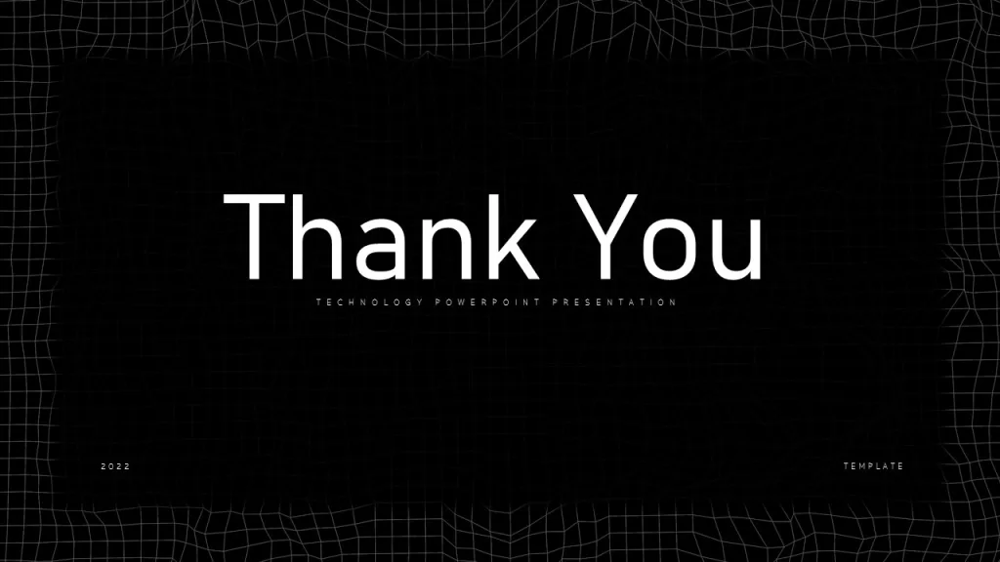 Thank You
TECHNOLOGY POWERPOINT PRESENTATION
2022
TEMPLATE